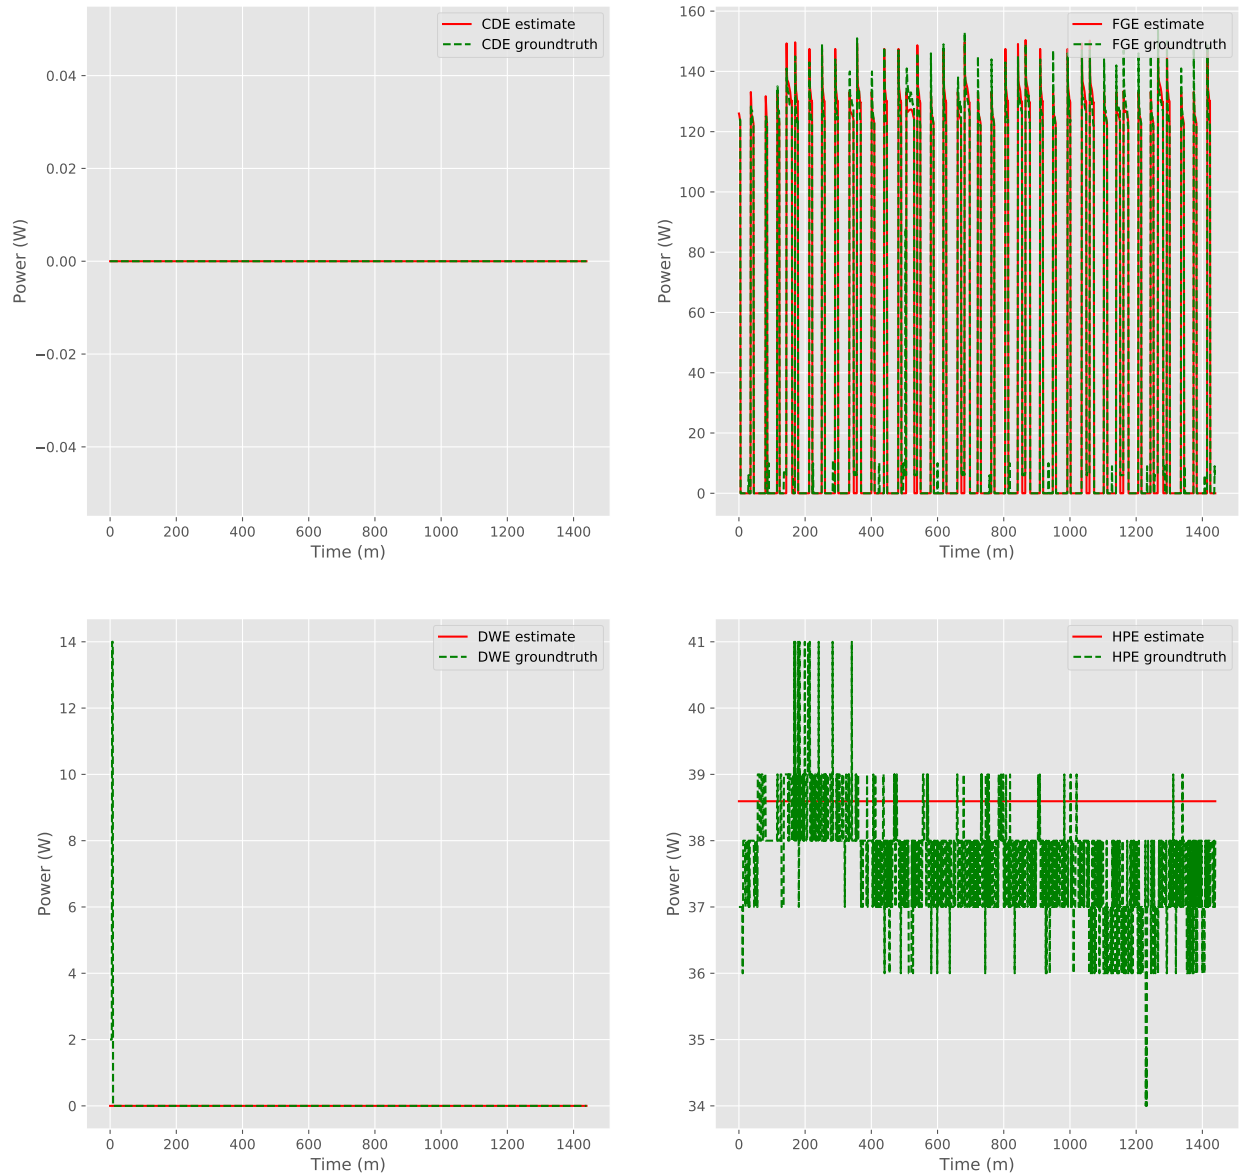 CDE estimate
CDE groundtruth
0.04
0.02
0.00
−0.02
−0.04
Power (W)
0 200 400 600 800 1000 1200 1400
Time (m)
FGE estimate
FGE groundtruth
160
140
120
100
80
60
40
20
0
Power (W)
0 200 400 600 800 1000 1200 1400
Time (m)
DWE estimate
DWE groundtruth
14
12
10
8
6
4
2
0
Power (W)
0 200 400 600 800 1000 1200 1400
Time (m)
HPE estimate
HPE groundtruth
41
40
39
38
37
36
35
34
Power (W)
0 200 400 600 800 1000 1200 1400
Time (m)